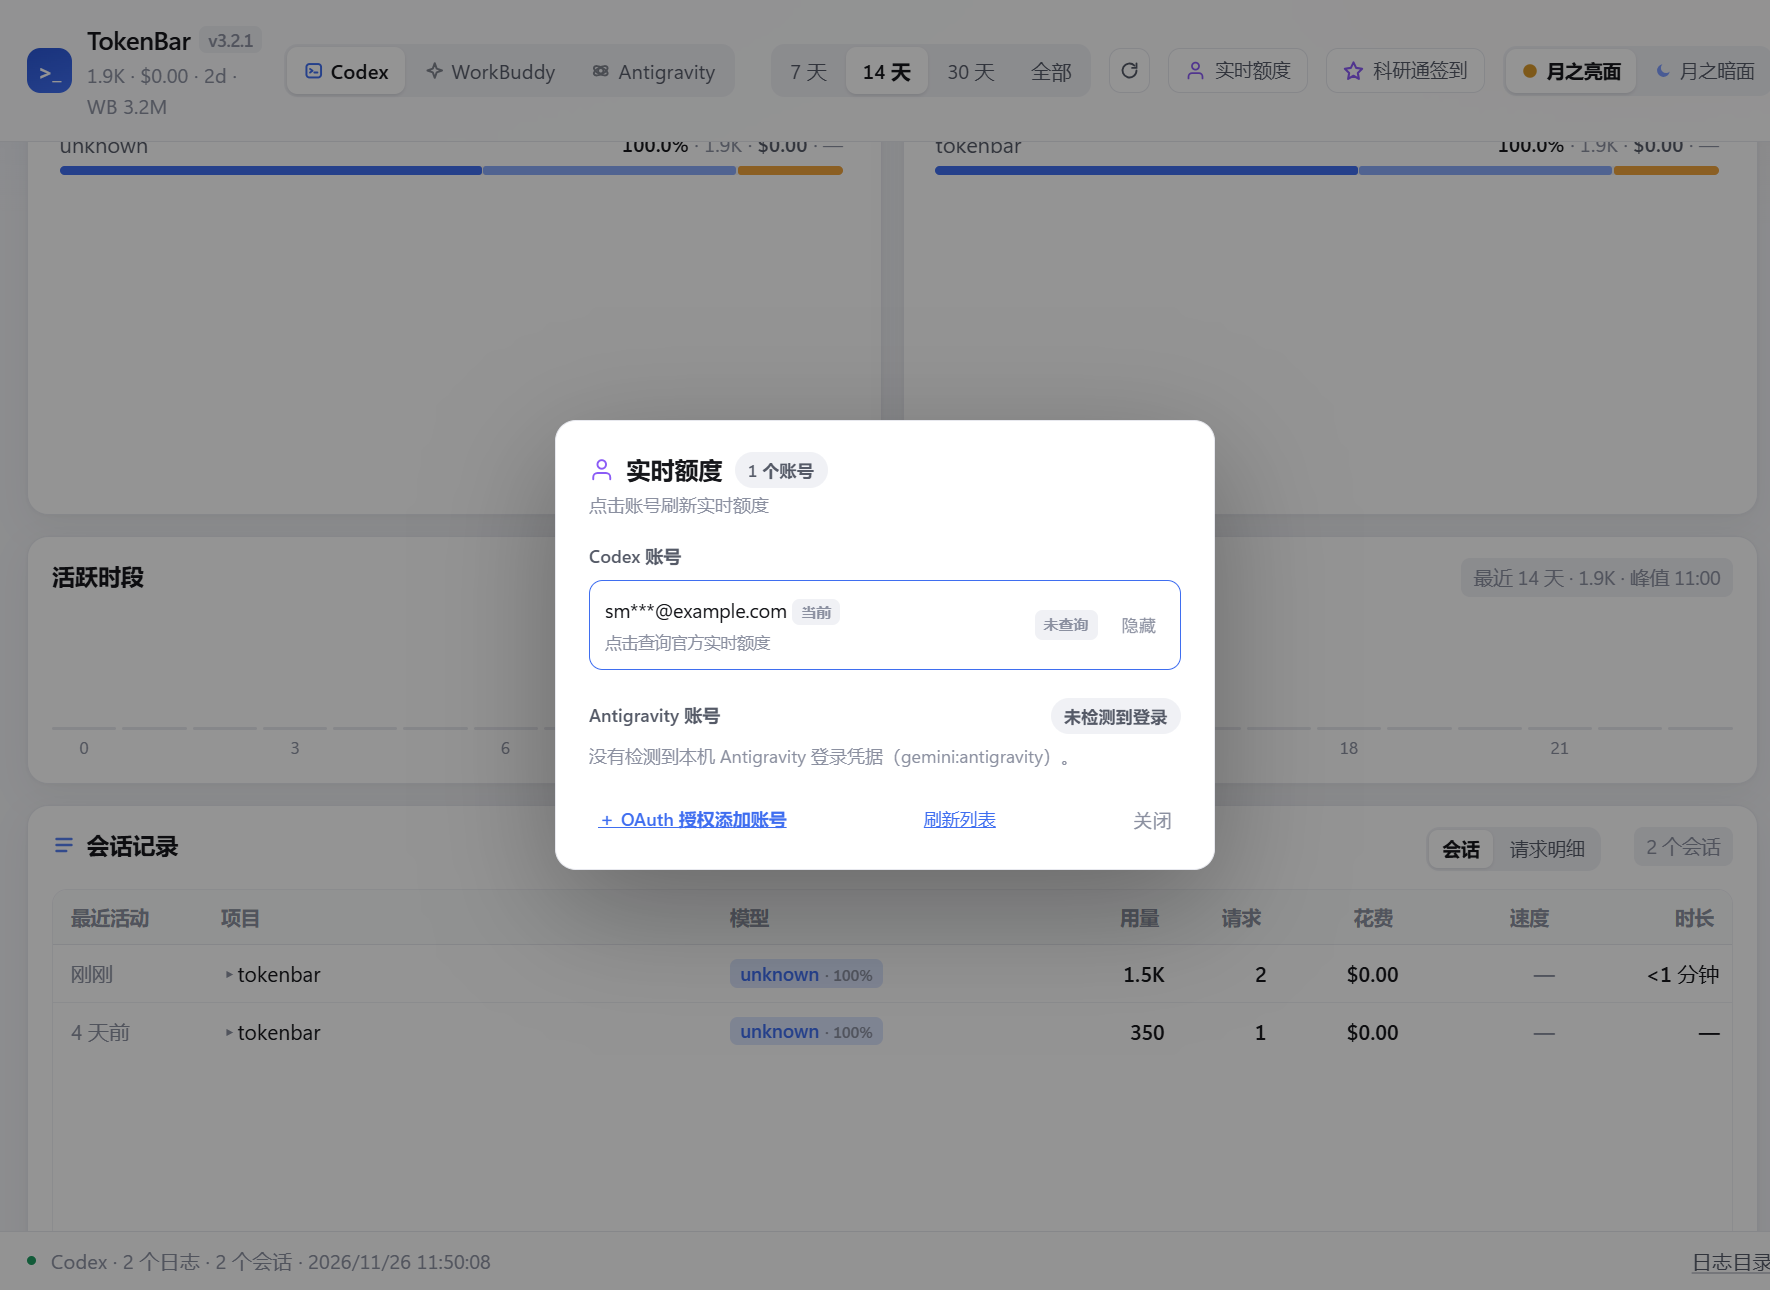 TokenBar v3.2.1
1.9K · $0.00 · 2d ·
WB 3.2M
Codex WorkBuddy Antigravity
7 天 14 天 30 天 全部
实时额度
科研通签到
月之亮面 月之暗面
unknown 100.0% · 1.9K · $0.00 · —
tokenbar 100.0% · 1.9K · $0.00 · —
实时额度 1 个账号
点击账号刷新实时额度
Codex 账号
sm***@example.com 当前
点击查询官方实时额度
未查询 隐藏
Antigravity 账号 未检测到登录
没有检测到本机 Antigravity 登录凭据（gemini:antigravity）。
+ OAuth 授权添加账号 刷新列表 关闭
活跃时段 最近 14 天 · 1.9K · 峰值 11:00
0 3 6 18 21
会话记录 会话 请求明细 2 个会话
最近活动 项目 模型 用量 请求 花费 速度 时长
刚刚 ▸ tokenbar unknown · 100% 1.5K 2 $0.00 — <1 分钟
4 天前 ▸ tokenbar unknown · 100% 350 1 $0.00 — —
Codex · 2 个日志 · 2 个会话 · 2026/11/26 11:50:08 日志目录